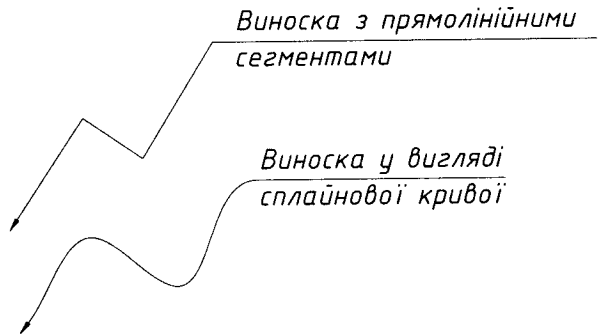 Виноска з прямолінійними
сегментами
Виноска у вигляді
сплайнової кривої